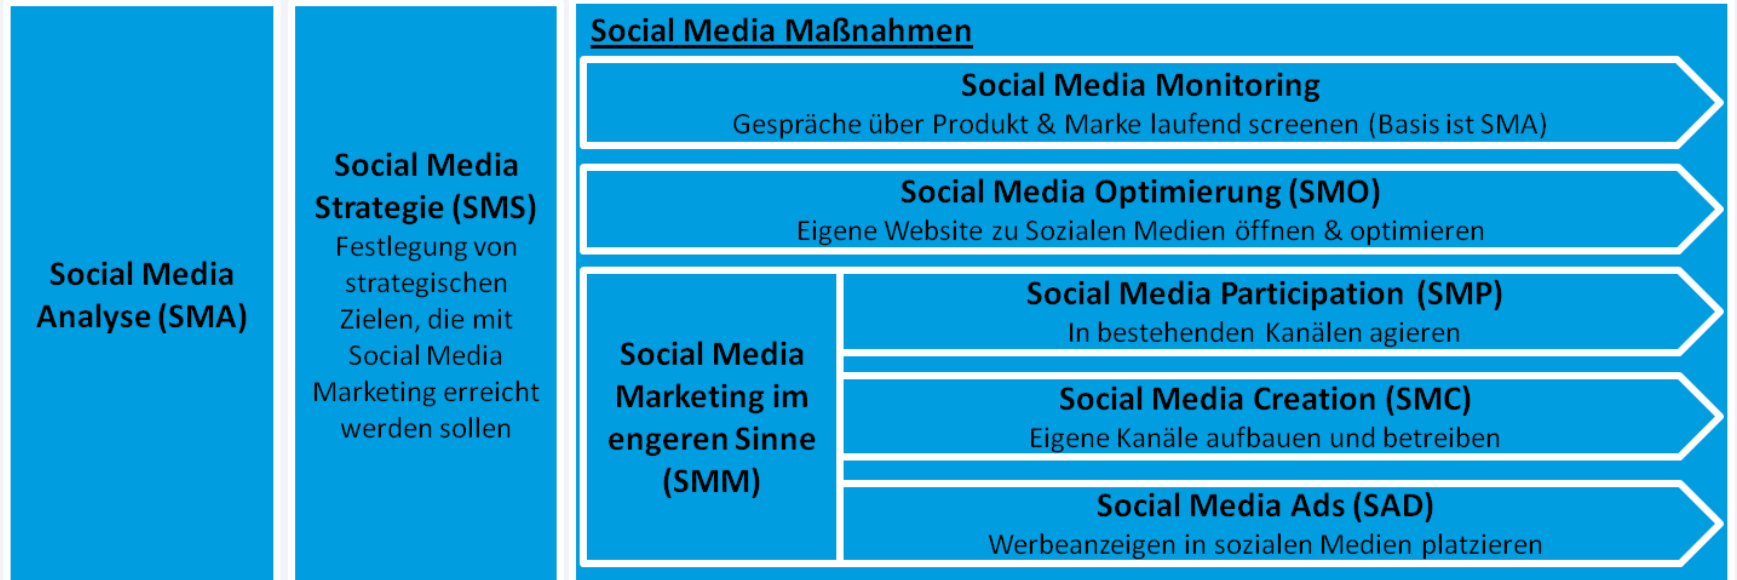 Social Media
Analyse (SMA)
Social Media
Strategie (SMS)
Festlegung von
strategischen
Zielen, die mit
Social Media
Marketing erreicht
werden sollen
Social Media Maßnahmen
Social Media Monitoring
Gespräche über Produkt & Marke laufend screenen (Basis ist SMA)
Social Media Optimierung (SMO)
Eigene Website zu Sozialen Medien öffnen & optimieren
Social Media
Marketing im
engeren Sinne
(SMM)
Social Media Participation (SMP)
In bestehenden Kanälen agieren
Social Media Creation (SMC)
Eigene Kanäle aufbauen und betreiben
Social Media Ads (SAD)
Werbeanzeigen in sozialen Medien platzieren